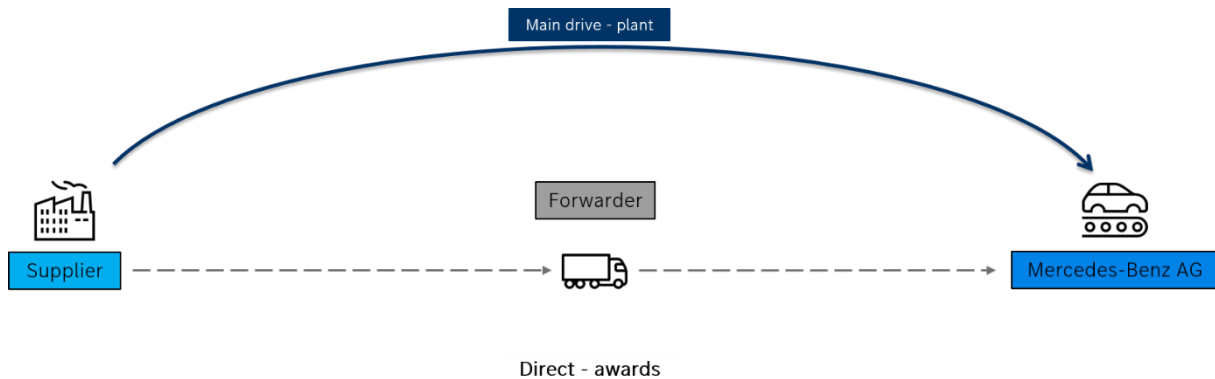 Main drive - plant
Forwarder
Supplier
Mercedes-Benz AG
Direct - awards